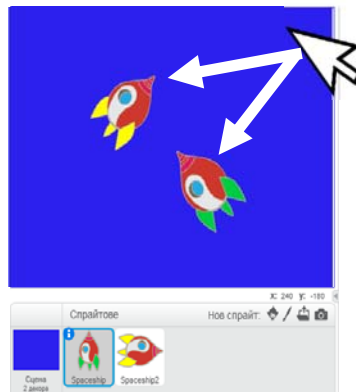 X: 240 Y: -180
Спрайтове
Нов спрайт:
Сцена
2 декора
Spaceship
Spaceship2